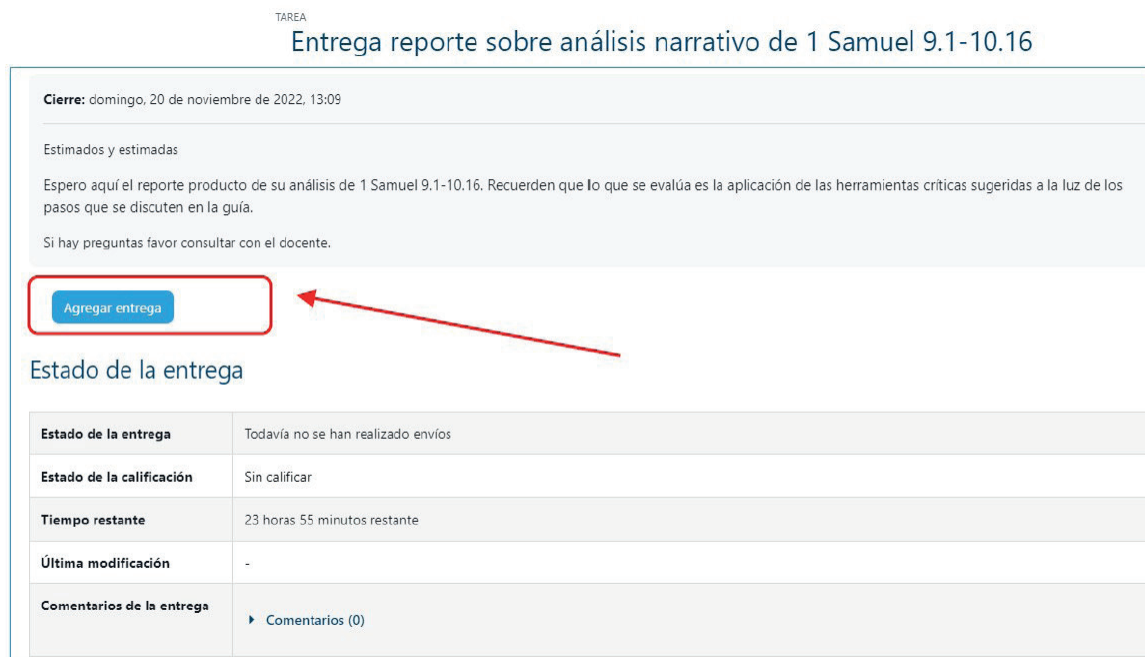 TAREA
Entrega reporte sobre análisis narrativo de 1 Samuel 9.1-10.16
Cierre: domingo, 20 de noviembre de 2022, 13:09
Estimados y estimadas
Espero aquí el reporte producto de su análisis de 1 Samuel 9.1-10.16. Recuerden que lo que se evalúa es la aplicación de las herramientas críticas sugeridas a la luz de los
pasos que se discuten en la guía.
Si hay preguntas favor consultar con el docente.
Agregar entrega
Estado de la entrega
Estado de la entrega Todavía no se han realizado envíos
Estado de la calificación Sin calificar
Tiempo restante 23 horas 55 minutos restante
Última modificación -
Comentarios de la entrega Comentarios (0)